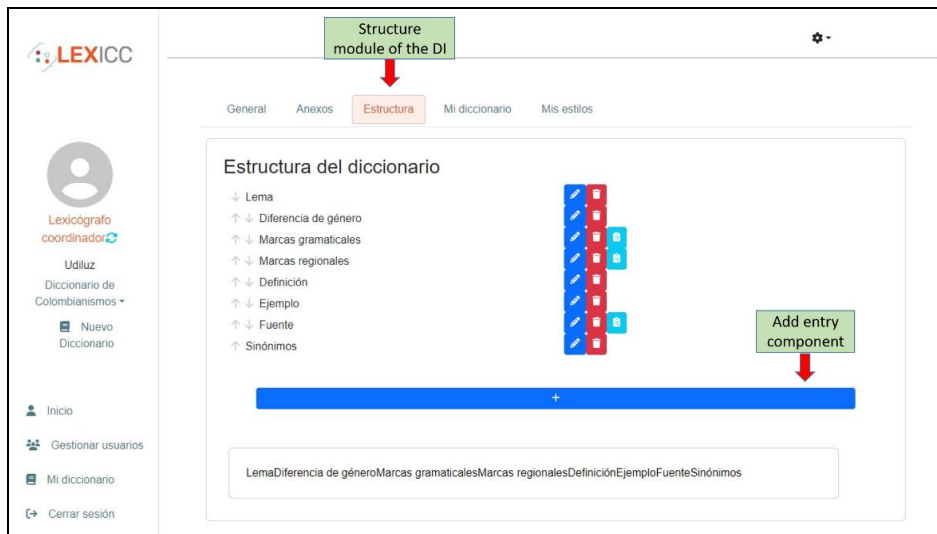 Structure
module of the DI
LEXICC
General Anexos Estructura Mi diccionario Mis estilos
Estructura del diccionario
Lema
Diferencia de género
Marcas gramaticales
Marcas regionales
Definición
Ejemplo
Fuente
Sinónimos
Lexicógrafo
coordinador
Udiluz
Diccionario de
Colombianismos
Nuevo
Diccionario
Add entry
component
+
Inicio
Gestionar usuarios
Mi diccionario
Cerrar sesión
LemaDiferencia de géneroMarcas gramaticalesMarcas regionalesDefiniciónEjemploFuenteSinónimos